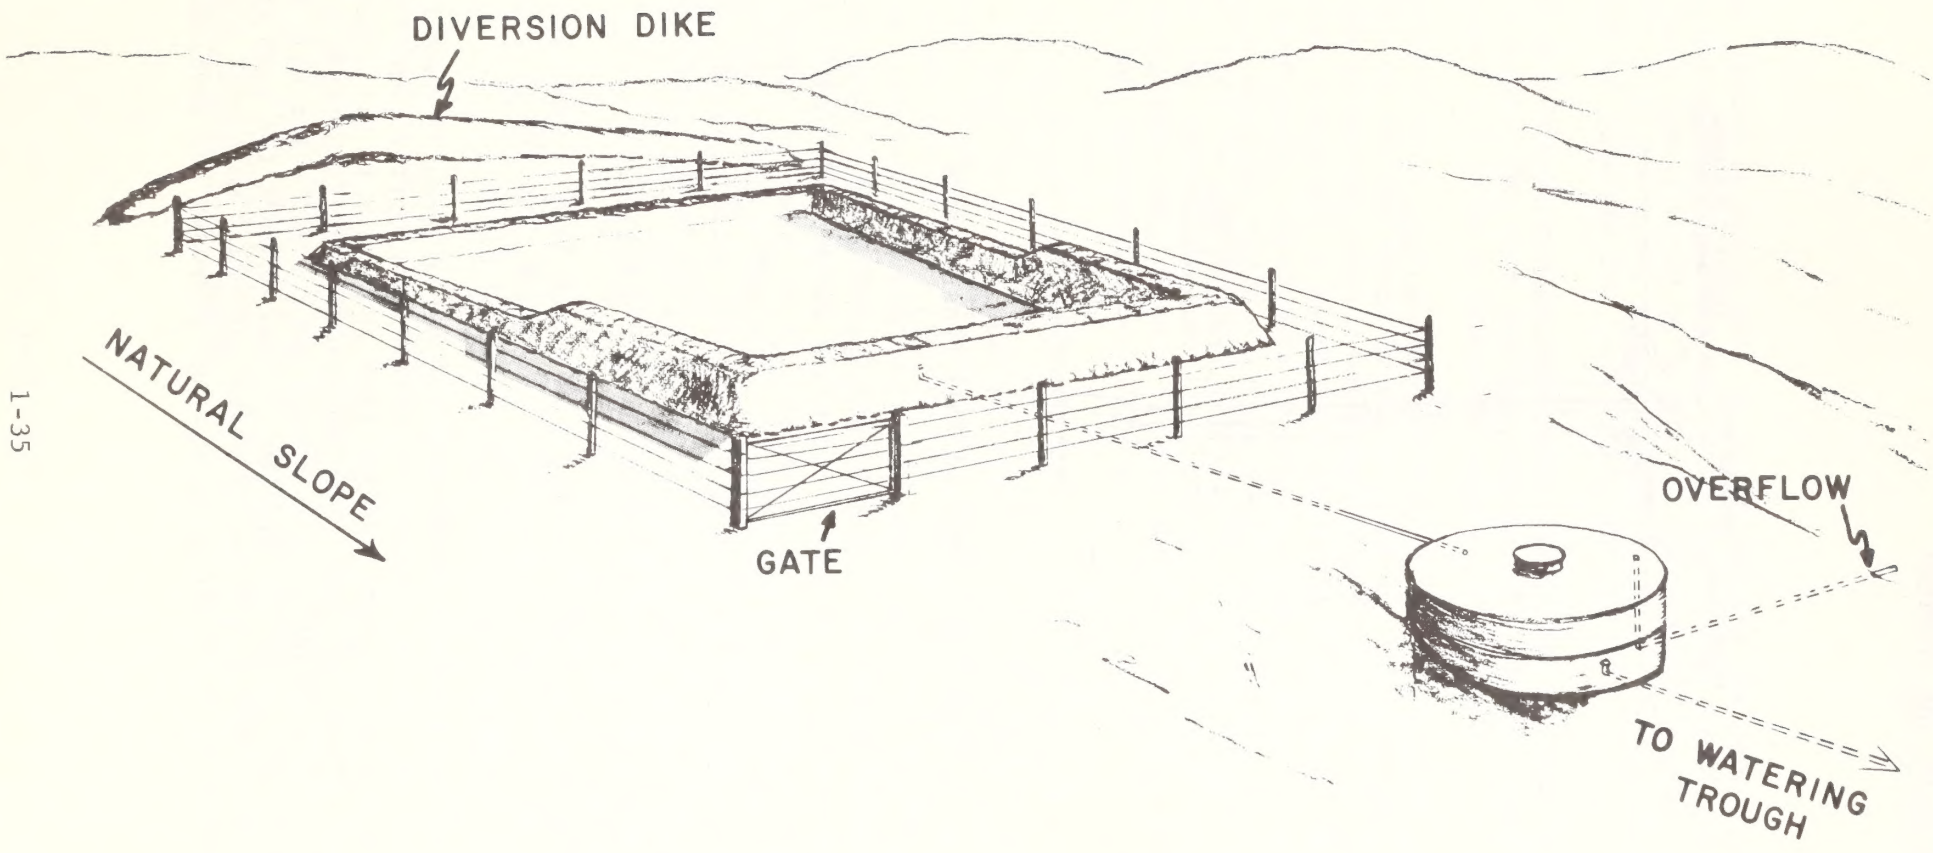 DIVERSION DIKE
NATURAL SLOPE
1-35
GATE
OVERFLOW
TO WATERING
TROUGH